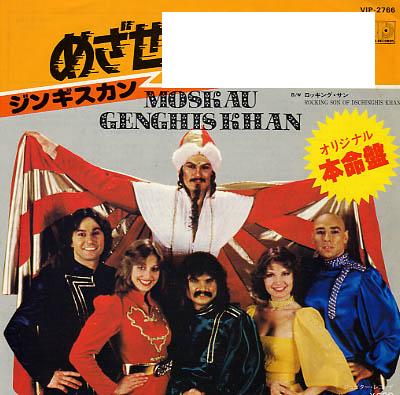 VIP-2766
めざせ
ジンギスカン
B/W ロッキング・サン
ROCKING SON OF DSCHINGHIS KHAN
MOSKAU
GENGHIS KHAN
オリジナル
本命盤